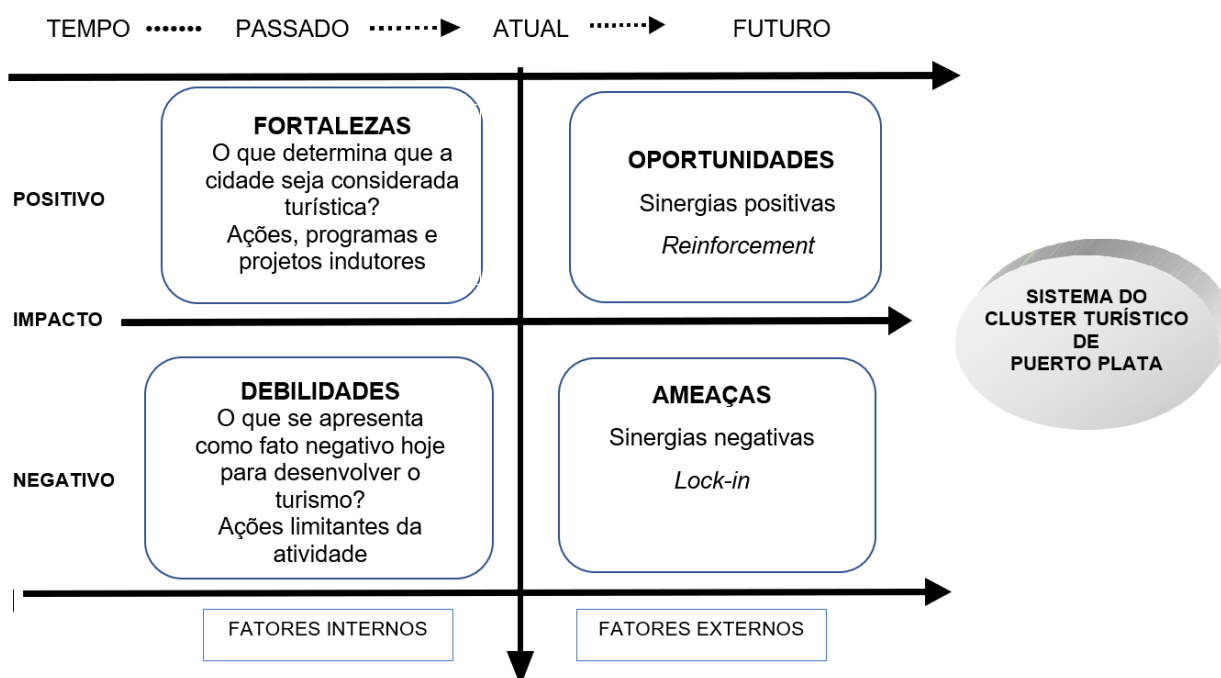 TEMPO PASSADO ATUAL FUTURO
FORTALEZAS
O que determina que a
cidade seja considerada
turística?
Ações, programas e
projetos indutores
OPORTUNIDADES
Sinergias positivas
Reinforcement
POSITIVO
IMPACTO
NEGATIVO
DEBILIDADES
O que se apresenta
como fato negativo hoje
para desenvolver o
turismo?
Ações limitantes da
atividade
AMEAÇAS
Sinergias negativas
Lock-in
SISTEMA DO
CLUSTER TURÍSTICO
DE
PUERTO PLATA
FATORES INTERNOS
FATORES EXTERNOS